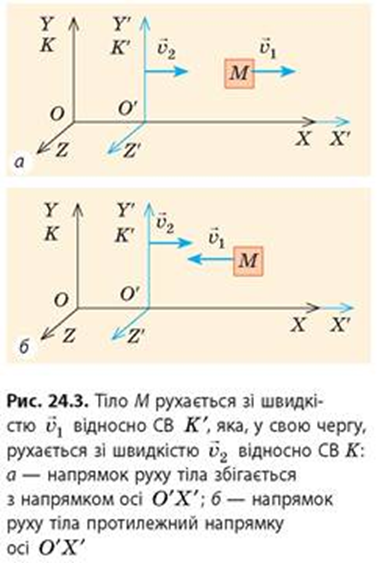 Y Y'
K K' v⃗₂ v⃗₁
M
O O'
Z Z' X X'
а
Y Y'
K K' v⃗₂ v⃗₁
M
O O'
Z Z' X X'
б
Рис. 24.3. Тіло M рухається зі швидкі-
стю v⃗₁ відносно СВ K′, яка, у свою чергу,
рухається зі швидкістю v⃗₂ відносно СВ K:
а — напрямок руху тіла збігається
з напрямком осі O′X′; б — напрямок
руху тіла протилежний напрямку
осі O′X′